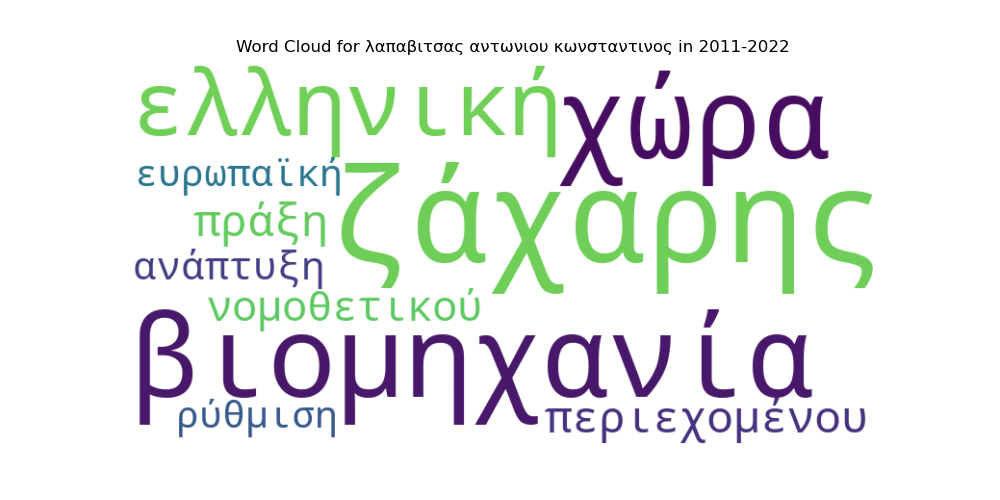 Word Cloud for λαπαβιτσας αντωνιου κωνσταντινος in 2011-2022
ελληνική χώρα
ευρωπαϊκή ζάχαρης
πράξη
ανάπτυξη
νομοθετικού
βιομηχανία
ρύθμιση περιεχομένου